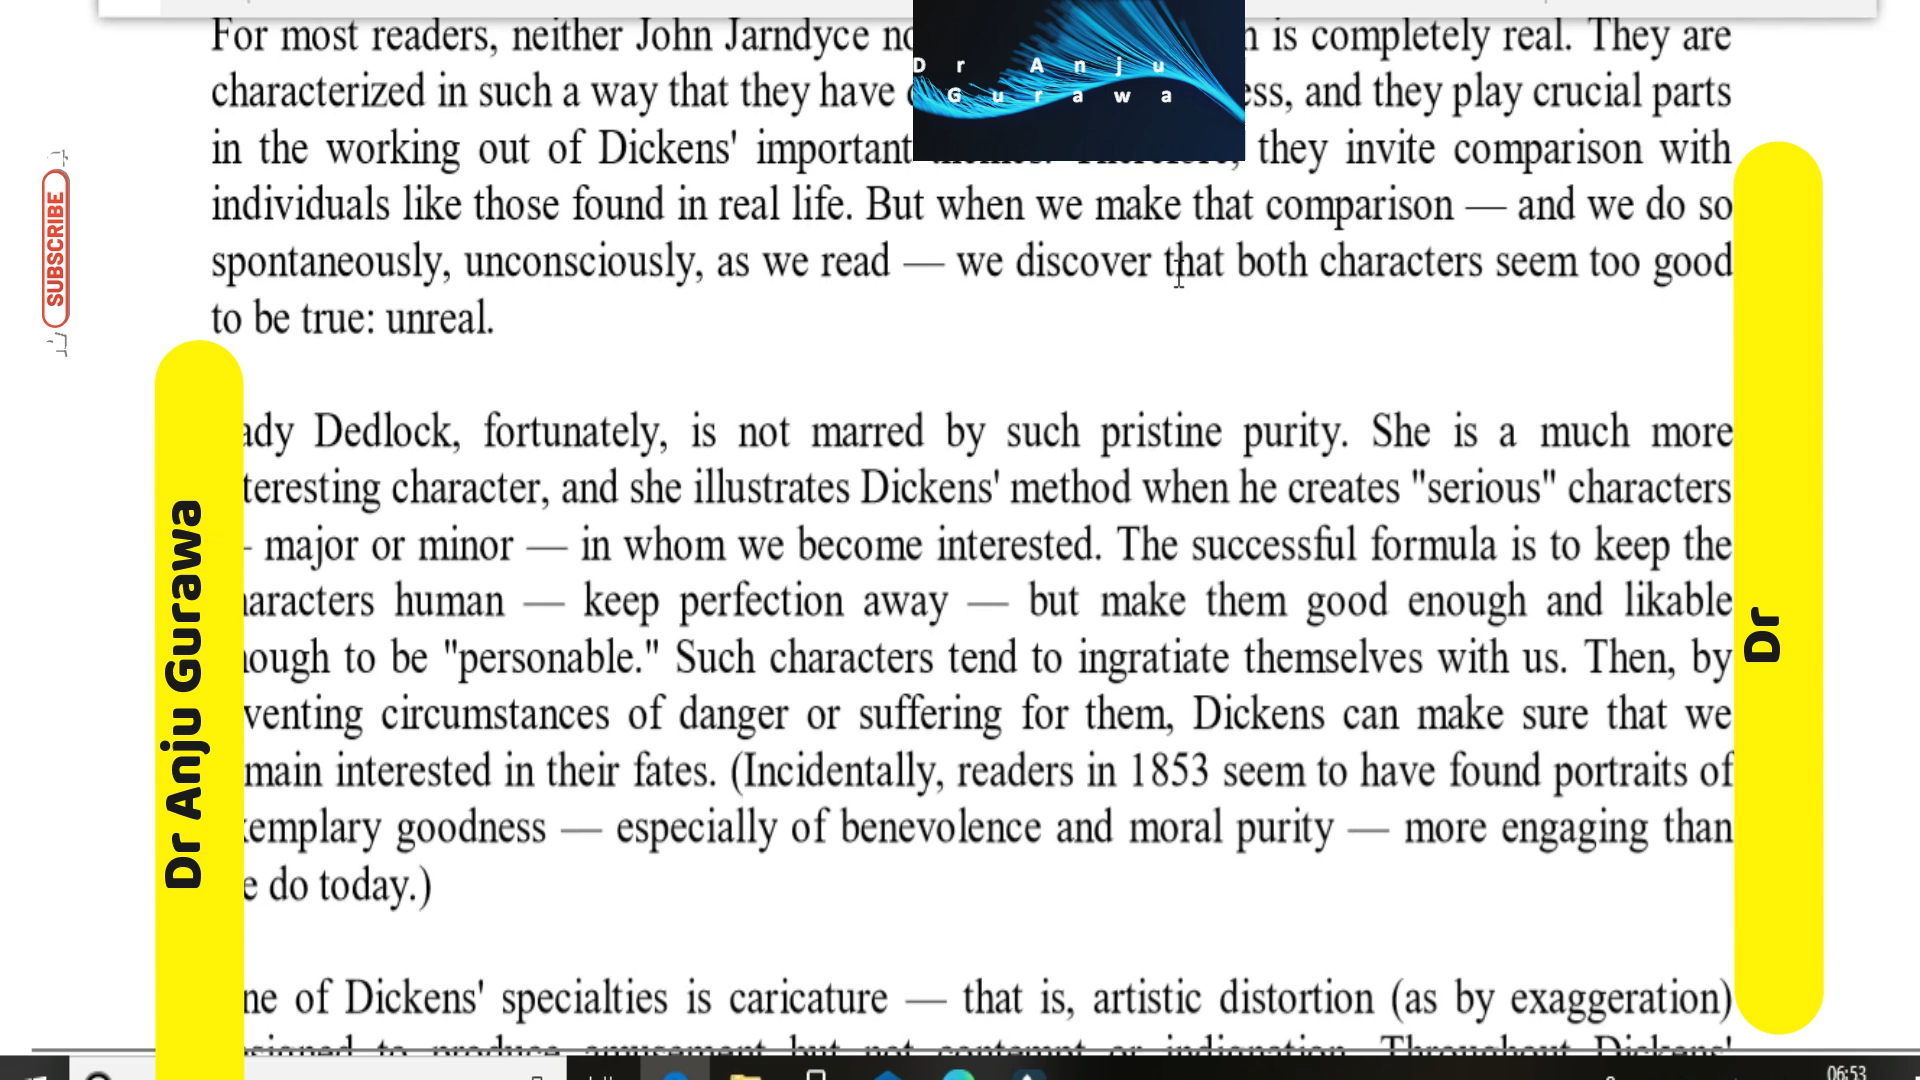 For most readers, neither John Jarndyce is completely real. They are
characterized in such a way that they have and they play crucial parts
in the working out of Dickens' important they invite comparison with
individuals like those found in real life. But when we make that comparison — and we do so
spontaneously, unconsciously, as we read — we discover that both characters seem too good
to be true: unreal.
Dedlock, fortunately, is not marred by such pristine purity. She is a much more
character, and she illustrates Dickens' method when he creates "serious" characters
— major or minor — in whom we become interested. The successful formula is to keep the
human — keep perfection away — but make them good enough and likable
to be "personable." Such characters tend to ingratiate themselves with us. Then, by
circumstances of danger or suffering for them, Dickens can make sure that we
interested in their fates. (Incidentally, readers in 1853 seem to have found portraits of
goodness — especially of benevolence and moral purity — more engaging than
do today.)
of Dickens' specialties is caricature — that is, artistic distortion (as by exaggeration)
to produce amusement but not contempt or indignation. Throughout Dickens'
Dr Anju
Gurawa
SUBSCRIBE
Dr Anju Gurawa
Dr
06:53